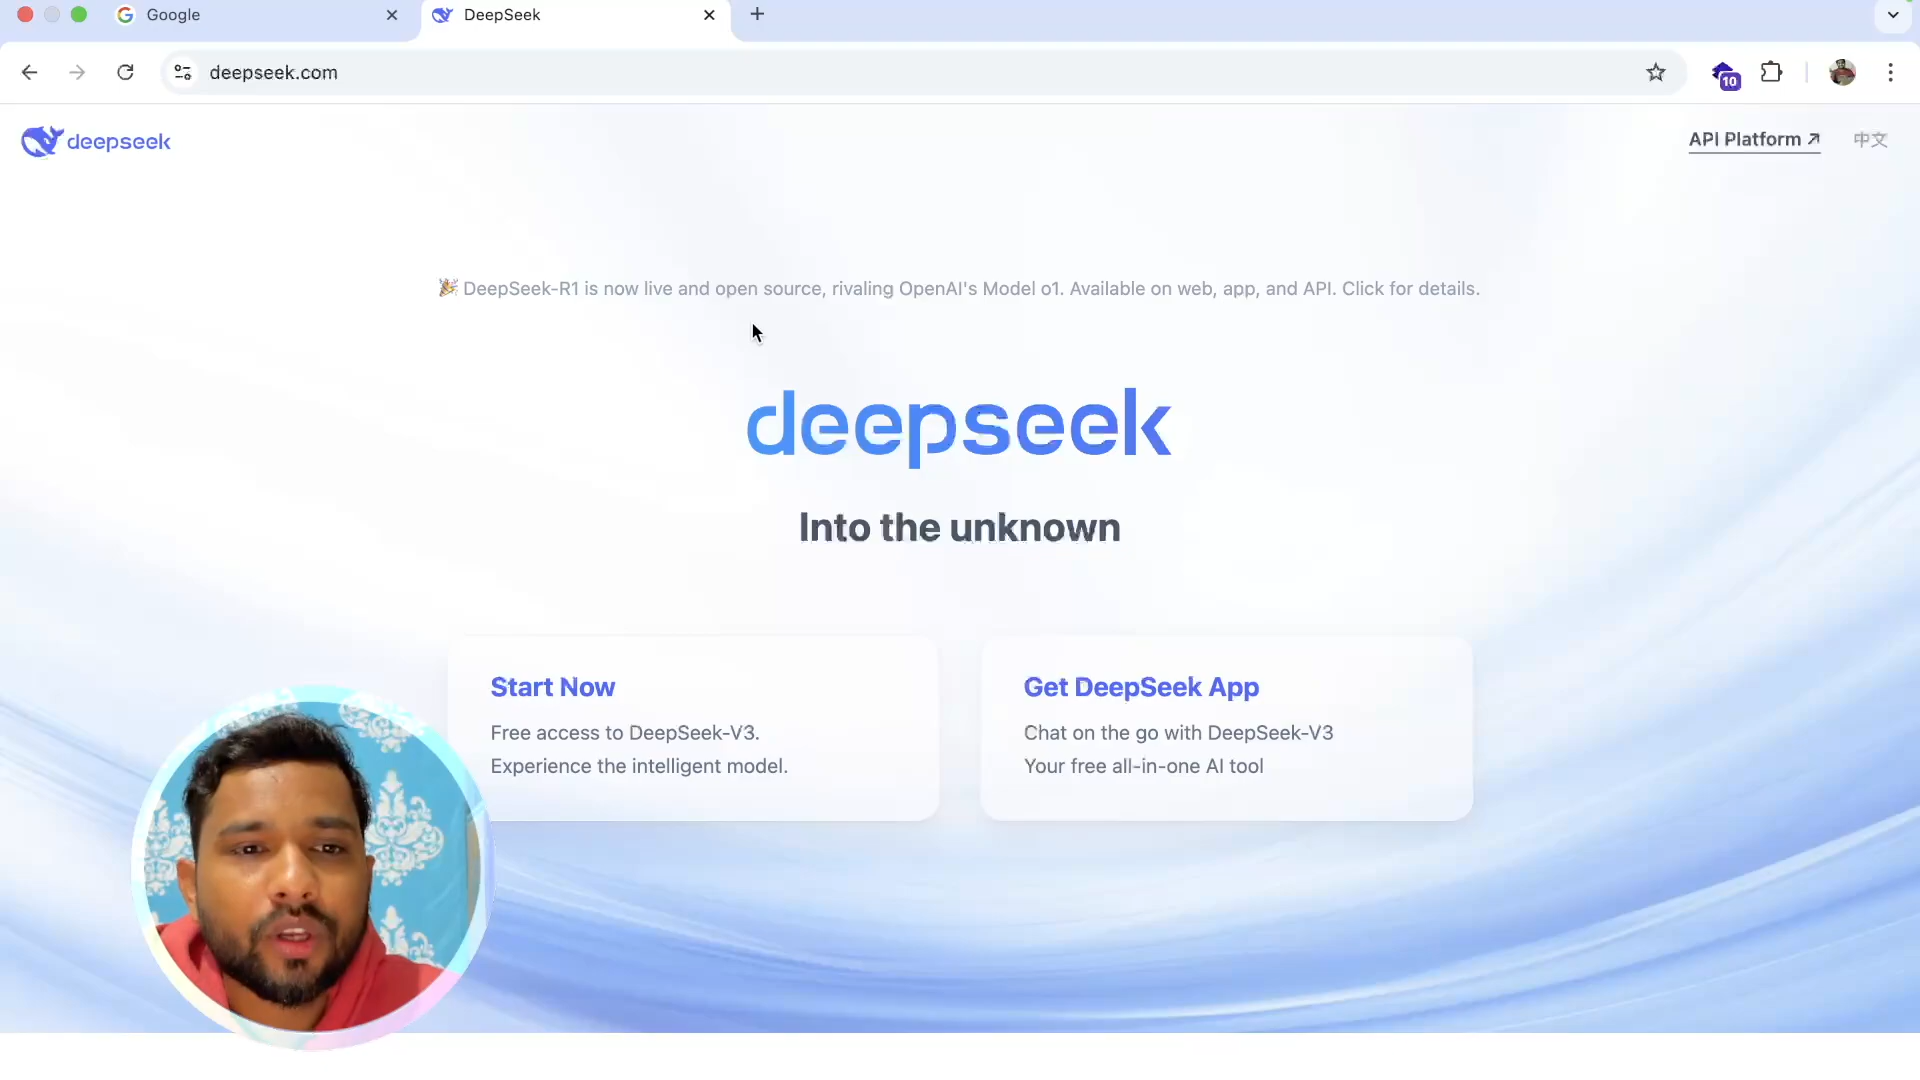 Google
DeepSeek
deepseek.com
10
deepseek
API Platform ↗
中文
🎉 DeepSeek-R1 is now live and open source, rivaling OpenAI's Model o1. Available on web, app, and API. Click for details.
deepseek
Into the unknown
Start Now
Free access to DeepSeek-V3.
Experience the intelligent model.
Get DeepSeek App
Chat on the go with DeepSeek-V3
Your free all-in-one AI tool